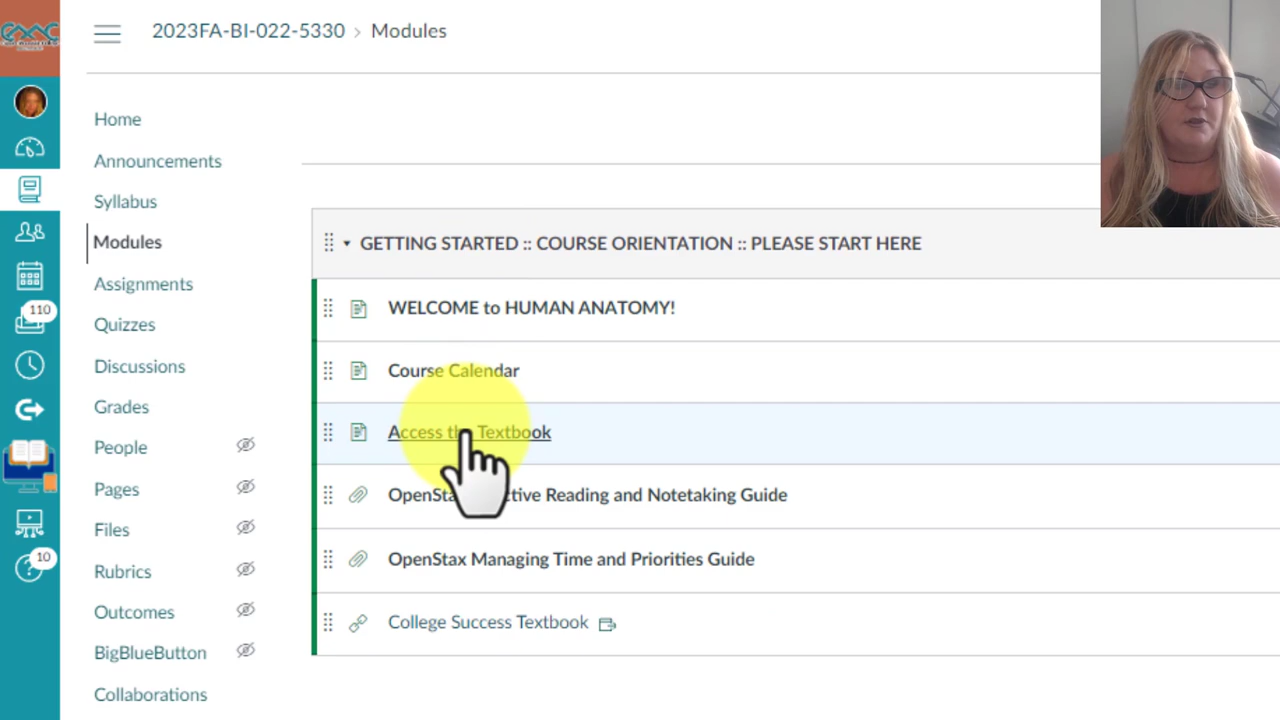 2023FA-BI-022-5330 > Modules
Home
Announcements
Syllabus
Modules
Assignments
110
Quizzes
Discussions
Grades
People
Pages
Files
10
Rubrics
Outcomes
BigBlueButton
Collaborations
GETTING STARTED :: COURSE ORIENTATION :: PLEASE START HERE
WELCOME to HUMAN ANATOMY!
Course Calendar
Access Textbook
Reading and Notetaking Guide
OpenStax Managing Time and Priorities Guide
College Success Textbook